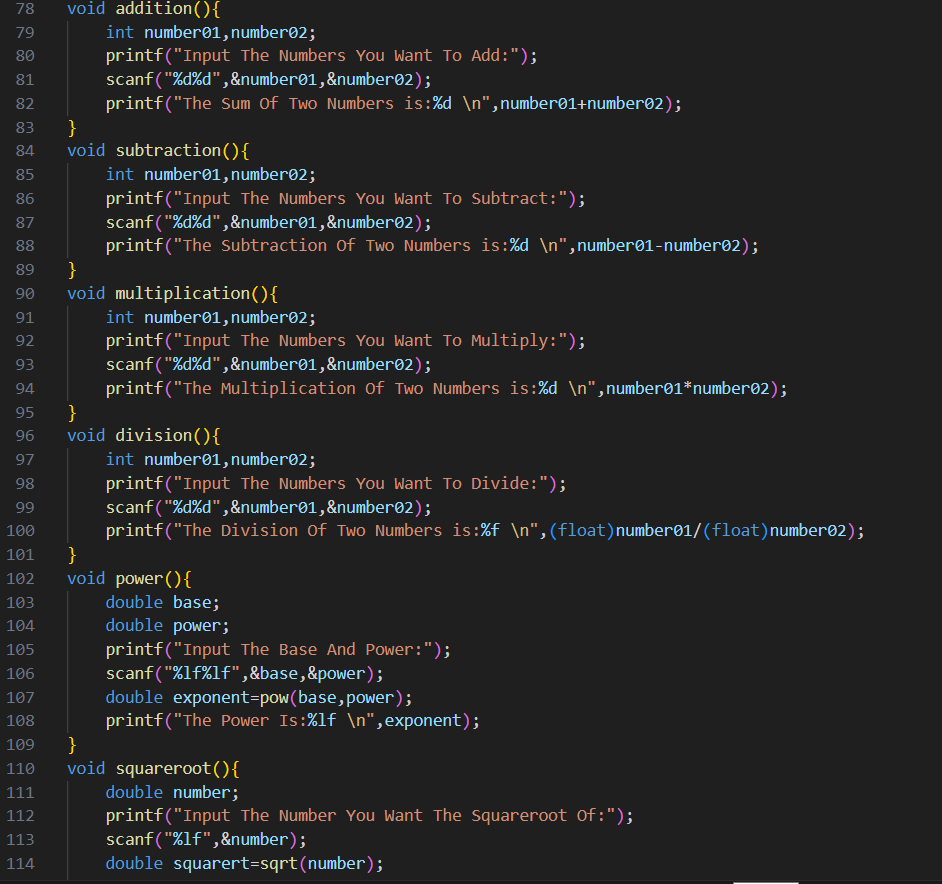 78 void addition(){
79     int number01,number02;
80     printf("Input The Numbers You Want To Add:");
81     scanf("%d%d",&number01,&number02);
82     printf("The Sum Of Two Numbers is:%d \n",number01+number02);
83 }
84 void subtraction(){
85     int number01,number02;
86     printf("Input The Numbers You Want To Subtract:");
87     scanf("%d%d",&number01,&number02);
88     printf("The Subtraction Of Two Numbers is:%d \n",number01-number02);
89 }
90 void multiplication(){
91     int number01,number02;
92     printf("Input The Numbers You Want To Multiply:");
93     scanf("%d%d",&number01,&number02);
94     printf("The Multiplication Of Two Numbers is:%d \n",number01*number02);
95 }
96 void division(){
97     int number01,number02;
98     printf("Input The Numbers You Want To Divide:");
99     scanf("%d%d",&number01,&number02);
100     printf("The Division Of Two Numbers is:%f \n",(float)number01/(float)number02);
101 }
102 void power(){
103     double base;
104     double power;
105     printf("Input The Base And Power:");
106     scanf("%lf%lf",&base,&power);
107     double exponent=pow(base,power);
108     printf("The Power Is:%lf \n",exponent);
109 }
110 void squareroot(){
111     double number;
112     printf("Input The Number You Want The Squareroot Of:");
113     scanf("%lf",&number);
114     double squarert=sqrt(number);